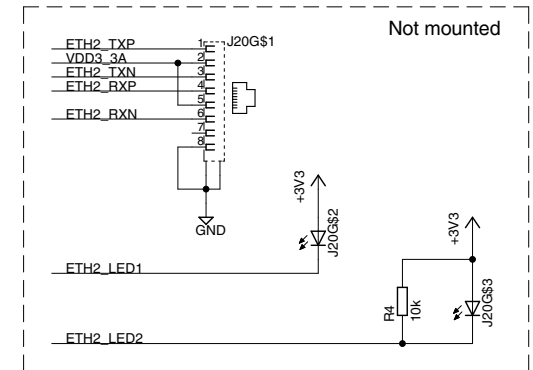 Not mounted
ETH2_TXP 1 J20G$1
VDD3_3A 2
ETH2_TXN 3
ETH2_RXP 4
5
ETH2_RXN 6
7
8
GND
+3V3
J20G$2
+3V3
ETH2_LED1
R4
10k
J20G$3
ETH2_LED2